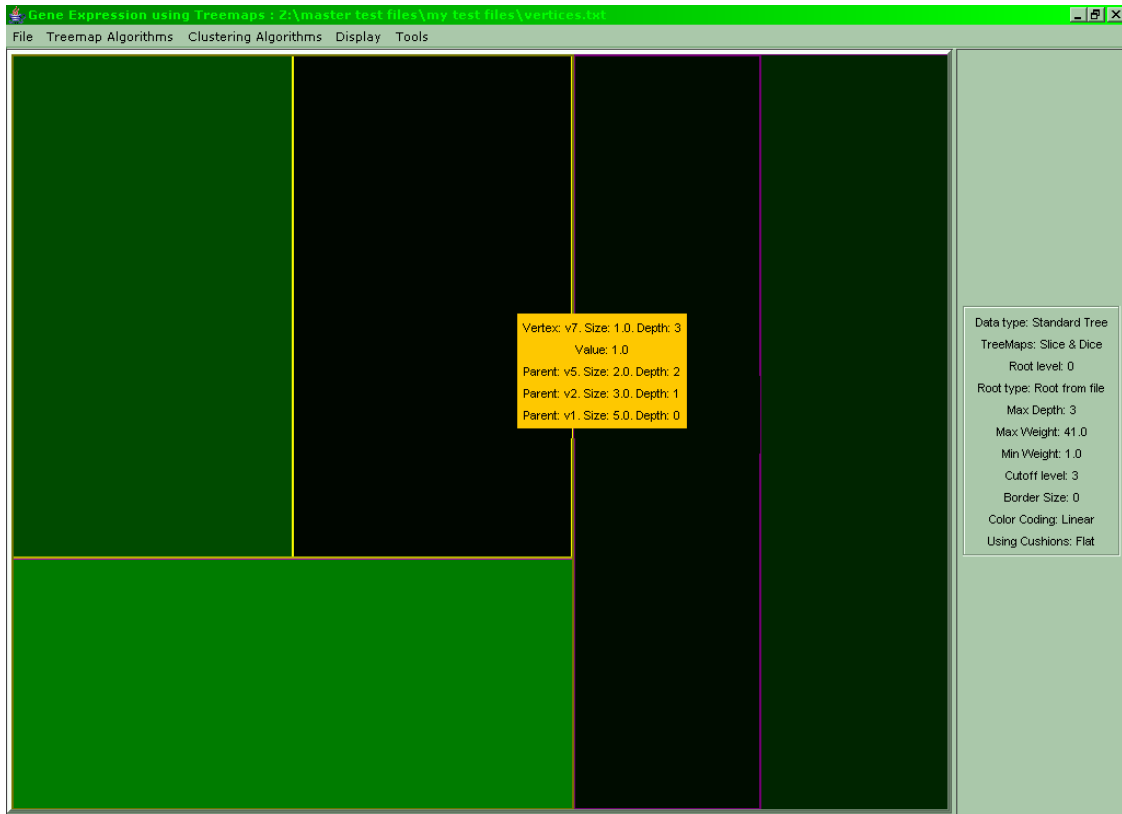 Gene Expression using Treemaps : Z:\master test files\my test files\vertices.txt
File Treemap Algorithms Clustering Algorithms Display Tools
Vertex: v7. Size: 1.0. Depth: 3
Value: 1.0
Parent: v5. Size: 2.0. Depth: 2
Parent: v2. Size: 3.0. Depth: 1
Parent: v1. Size: 5.0. Depth: 0
Data type: Standard Tree
TreeMaps: Slice & Dice
Root level: 0
Root type: Root from file
Max Depth: 3
Max Weight: 41.0
Min Weight: 1.0
Cutoff level: 3
Border Size: 0
Color Coding: Linear
Using Cushions: Flat